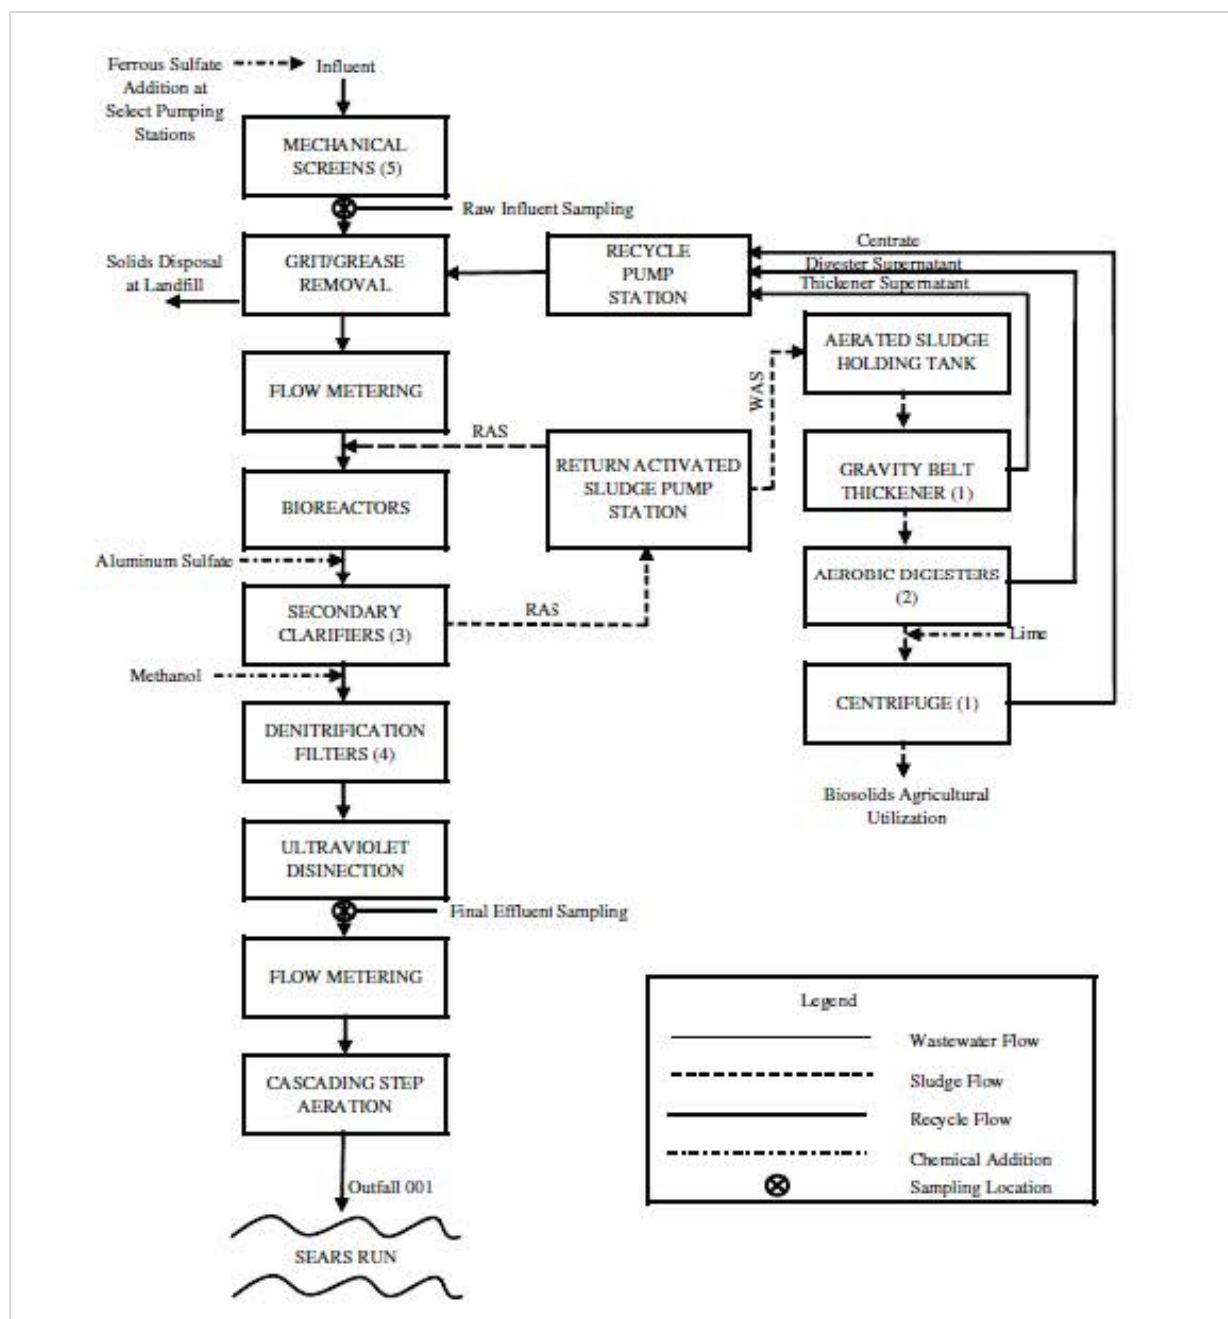 Ferrous Sulfate
Addition at
Select Pumping
Stations
Influent
MECHANICAL
SCREENS (5)
Raw Influent Sampling
Solids Disposal
at Landfill
GRIT/GREASE
REMOVAL
RECYCLE
PUMP
STATION
Centrate
Digester Supernatant
Thickener Supernatant
AERATED SLUDGE
HOLDING TANK
FLOW METERING
WAS
RAS
RETURN ACTIVATED
SLUDGE PUMP
STATION
GRAVITY BELT
THICKENER (1)
BIOREACTORS
Aluminum Sulfate
AEROBIC DIGESTERS
(2)
SECONDARY
CLARIFIERS (3)
RAS
Lime
Methanol
CENTRIFUGE (1)
DENITRIFICATION
FILTERS (4)
Biosolids Agricultural
Utilization
ULTRAVIOLET
DISINECTION
Final Effluent Sampling
FLOW METERING
CASCADING STEP
AERATION
Outfall 001
SEARS RUN
Legend
Wastewater Flow
Sludge Flow
Recycle Flow
Chemical Addition
Sampling Location